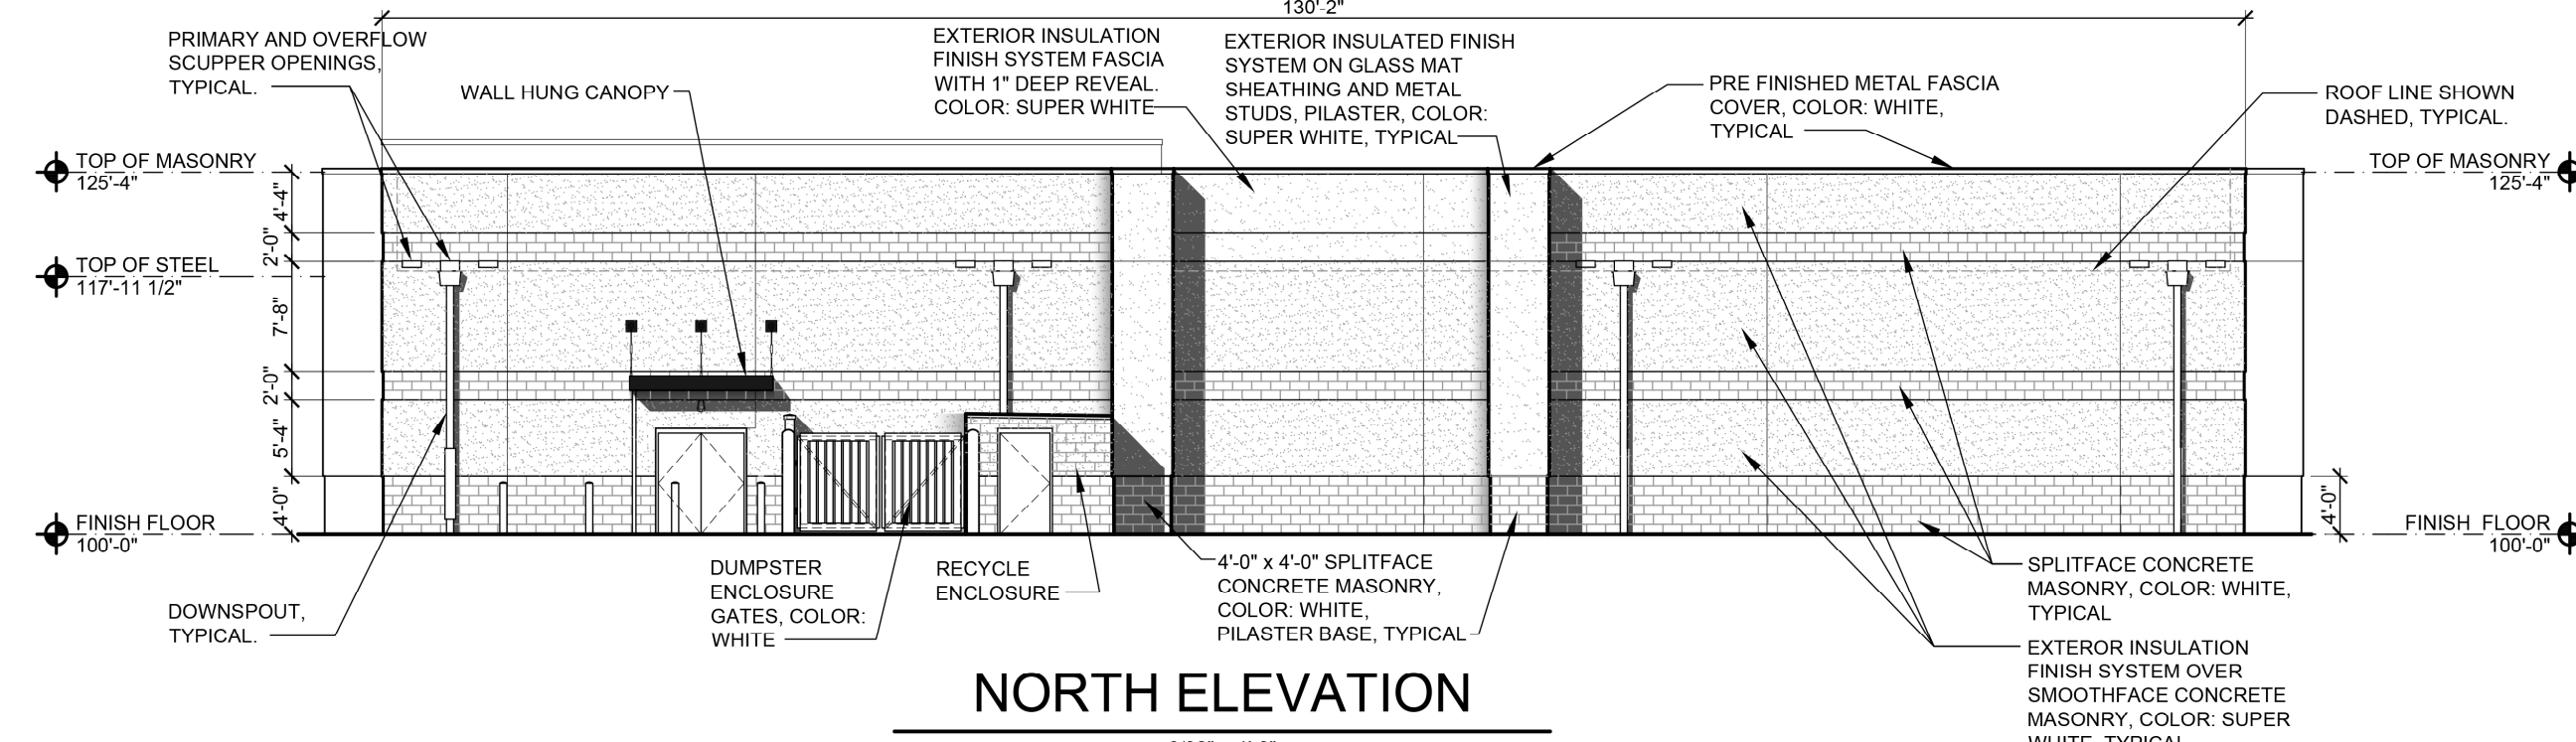 130'-2"
PRIMARY AND OVERFLOW
SCUPPER OPENINGS,
TYPICAL.
WALL HUNG CANOPY
EXTERIOR INSULATION
FINISH SYSTEM FASCIA
WITH 1" DEEP REVEAL.
COLOR: SUPER WHITE
EXTERIOR INSULATED FINISH
SYSTEM ON GLASS MAT
SHEATHING AND METAL
STUDS, PILASTER, COLOR:
SUPER WHITE, TYPICAL
PRE FINISHED METAL FASCIA
COVER, COLOR: WHITE,
TYPICAL
ROOF LINE SHOWN
DASHED, TYPICAL.
TOP OF MASONRY
125'-4"
TOP OF STEEL
117'-11 1/2"
FINISH FLOOR
100'-0"
4'-4"
2'-0"
7'-8"
2'-0"
5'-4"
4'-0"
TOP OF MASONRY
125'-4"
4'-0"
FINISH FLOOR
100'-0"
DOWNSPOUT,
TYPICAL.
DUMPSTER
ENCLOSURE
GATES, COLOR:
WHITE
RECYCLE
ENCLOSURE
4'-0" x 4'-0" SPLITFACE
CONCRETE MASONRY,
COLOR: WHITE,
PILASTER BASE, TYPICAL
SPLITFACE CONCRETE
MASONRY, COLOR: WHITE,
TYPICAL
EXTERIOR INSULATION
FINISH SYSTEM OVER
SMOOTHFACE CONCRETE
MASONRY, COLOR: SUPER
WHITE, TYPICAL
NORTH ELEVATION